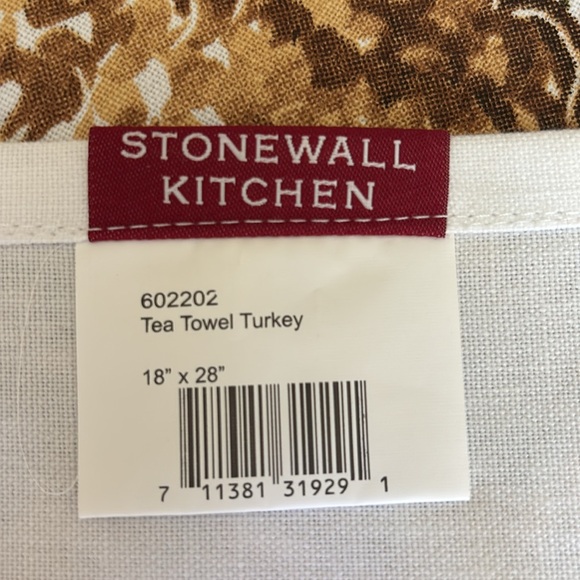 STONEWALL
KITCHEN
602202
Tea Towel Turkey
18" x 28"
7 11381 31929 1